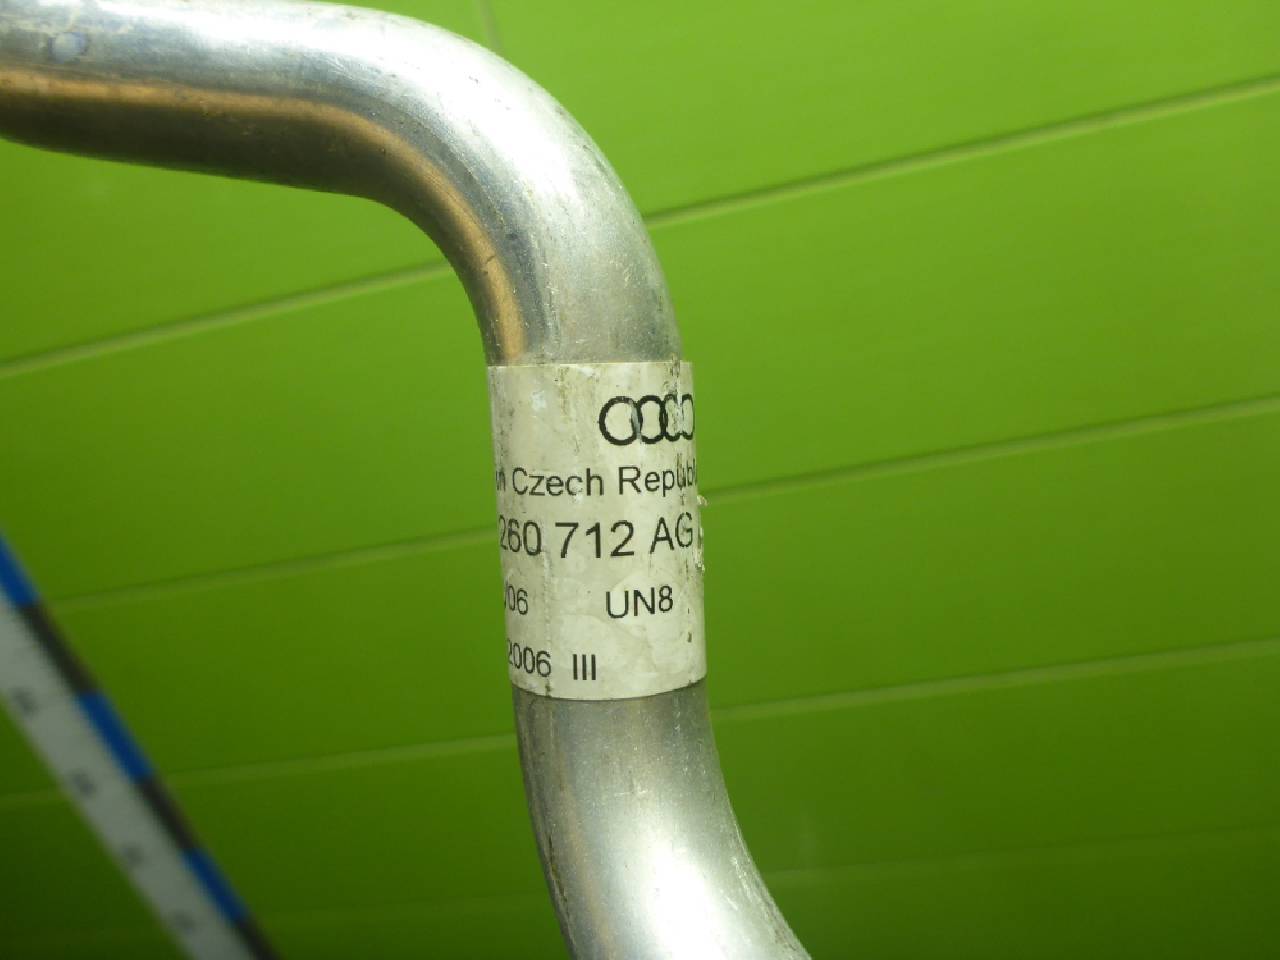 Czech Republ
260 712 AG
/06 UN8
2006 III